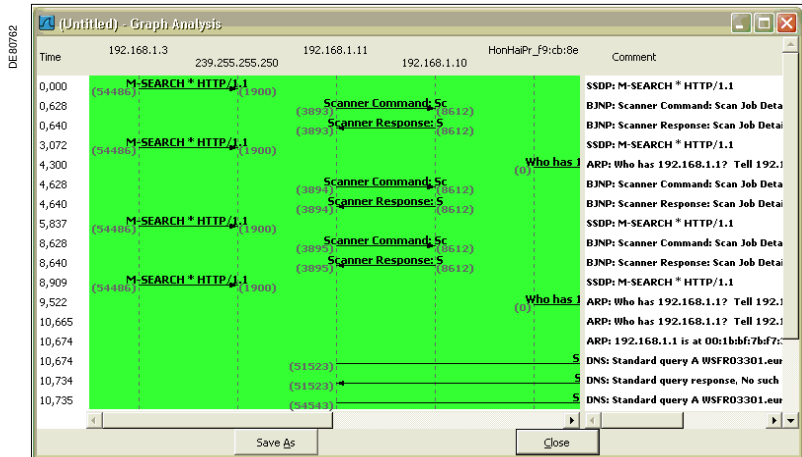 DE80762
(Untitled) - Graph Analysis
Time 192.168.1.3 239.255.255.250 192.168.1.11 192.168.1.10 HonHaiPr_f9:cb:8e Comment
0,000 (54486) M-SEARCH * HTTP/1.1 (1900) SSDP: M-SEARCH * HTTP/1.1
0,628 (3893) Scanner Command: Sc (8612) BJNP: Scanner Command: Scan Job Detai
0,640 (3893) Scanner Response: S (8612) BJNP: Scanner Response: Scan Job Detai
3,072 (54486) M-SEARCH * HTTP/1.1 (1900) SSDP: M-SEARCH * HTTP/1.1
4,300 (0) Who has 1 ARP: Who has 192.168.1.1? Tell 192.1
4,628 (3894) Scanner Command: Sc (8612) BJNP: Scanner Command: Scan Job Deta
4,640 (3894) Scanner Response: S (8612) BJNP: Scanner Response: Scan Job Detai
5,837 (54486) M-SEARCH * HTTP/1.1 (1900) SSDP: M-SEARCH * HTTP/1.1
8,628 (3895) Scanner Command: Sc (8612) BJNP: Scanner Command: Scan Job Deta
8,640 (3895) Scanner Response: S (8612) BJNP: Scanner Response: Scan Job Detai
8,909 (54486) M-SEARCH * HTTP/1.1 (1900) SSDP: M-SEARCH * HTTP/1.1
9,522 (0) Who has 1 ARP: Who has 192.168.1.1? Tell 192.1
10,665 ARP: Who has 192.168.1.1? Tell 192.1
10,674 ARP: 192.168.1.1 is at 00:1b:bf:7b:f7:
10,674 (51523) S DNS: Standard query A WSFR03301.eur
10,734 (51523) S DNS: Standard query response, No such
10,735 (54543) S DNS: Standard query A WSFR03301.eur
Save As Close